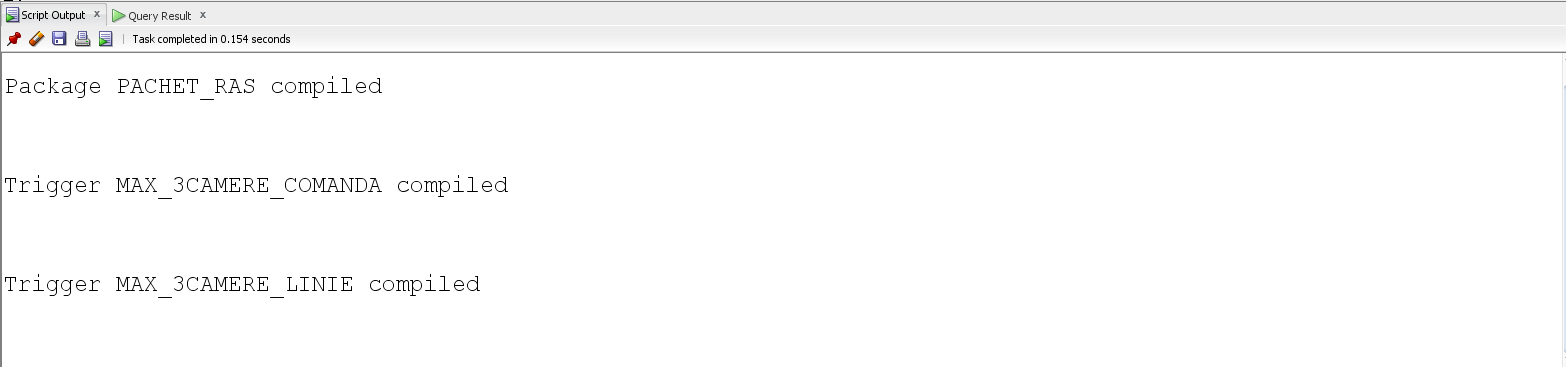 Script Output x Query Result x
Task completed in 0.154 seconds
Package PACHET_RAS compiled
Trigger MAX_3CAMERE_COMANDA compiled
Trigger MAX_3CAMERE_LINIE compiled